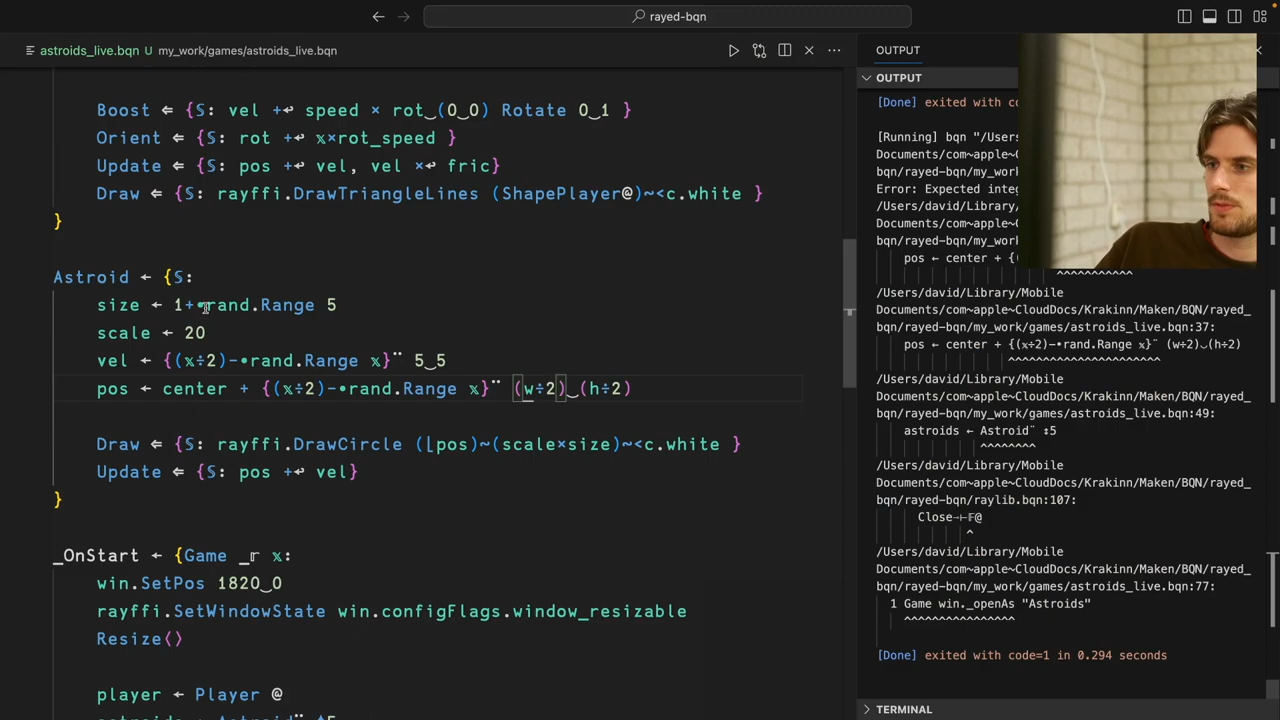 rayed-bqn
astroids_live.bqn U my_work/games/astroids_live.bqn
Boost ⇐ {𝕊: vel +↩ speed × rot‿(0‿0) Rotate 0‿1 }
Orient ⇐ {𝕊: rot +↩ 𝕩×rot_speed }
Update ⇐ {𝕊: pos +↩ vel, vel ×↩ fric}
Draw ⇐ {𝕊: rayffi.DrawTriangleLines (ShapePlayer@)~<c.white }
}
Astroid ← {𝕊:
size ← 1+•rand.Range 5
scale ← 20
vel ← {(𝕩÷2)-•rand.Range 𝕩}¨ 5‿5
pos ← center + {(𝕩÷2)-•rand.Range 𝕩}¨ (w÷2)‿(h÷2)
Draw ⇐ {𝕊: rayffi.DrawCircle (⌊pos)~(scale×size)~<c.white }
Update ⇐ {𝕊: pos +↩ vel}
}
_OnStart ← {Game _𝕣 𝕩:
win.SetPos 1820‿0
rayffi.SetWindowState win.configFlags.window_resizable
Resize⟨⟩
player ← Player @
OUTPUT
OUTPUT
[Done] exited with co
[Running] bqn "/Users
Documents/com~apple~
bqn/rayed-bqn/my_work
Error: Expected integ
/Users/david/Library/
Documents/com~apple~
bqn/rayed-bqn/my_work
pos ← center + {(
^^^^^^^^^^^
/Users/david/Library/Mobile
Documents/com~apple~CloudDocs/Krakinn/Maken/BQN/rayed_
bqn/rayed-bqn/my_work/games/astroids_live.bqn:37:
pos ← center + {(𝕩÷2)-•rand.Range 𝕩}¨ (w÷2)‿(h÷2)
^^^^^^^^^^^^^^^^^^^^^^
/Users/david/Library/Mobile
Documents/com~apple~CloudDocs/Krakinn/Maken/BQN/rayed_
bqn/rayed-bqn/my_work/games/astroids_live.bqn:49:
astroids ← Astroid¨ ↕5
^^^^^^^^
/Users/david/Library/Mobile
Documents/com~apple~CloudDocs/Krakinn/Maken/BQN/rayed_
bqn/rayed-bqn/raylib.bqn:107:
Close⊸⊢𝔽@
^
/Users/david/Library/Mobile
Documents/com~apple~CloudDocs/Krakinn/Maken/BQN/rayed_
bqn/rayed-bqn/my_work/games/astroids_live.bqn:77:
1 Game win._openAs "Astroids"
^^^^^^^^^^^^^^^^
[Done] exited with code=1 in 0.294 seconds
TERMINAL